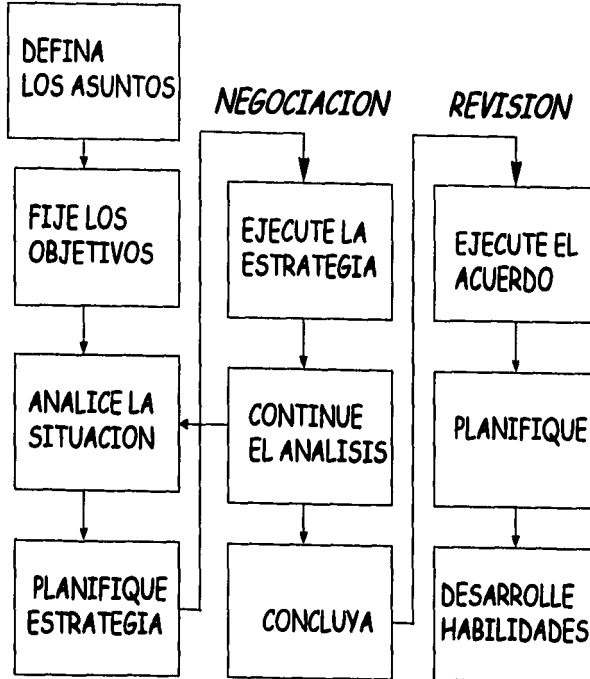 DEFINA
LOS ASUNTOS
FIJE LOS
OBJETIVOS
ANALICE LA
SITUACION
PLANIFIQUE
ESTRATEGIA
NEGOCIACION
EJECUTE LA
ESTRATEGIA
CONTINUE
EL ANALISIS
CONCLUYA
REVISION
EJECUTE EL
ACUERDO
PLANIFIQUE
DESARROLLE
HABILIDADES